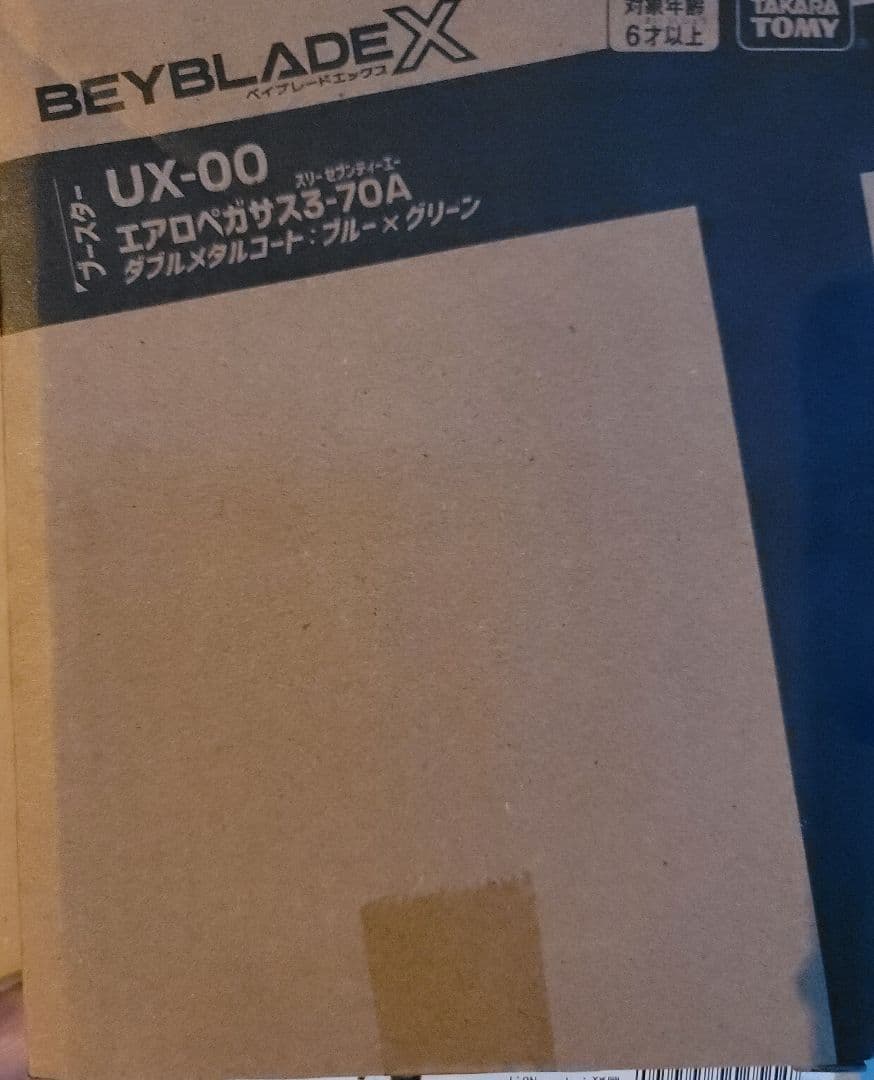 BEYBLADE X
ベイブレードエックス
対象年齢
6才以上
TAKARA
TOMY
ブースター
UX-00
スリーセブンティーエー
エアロペガサス3-70A
ダブルメタルコート:ブルー×グリーン